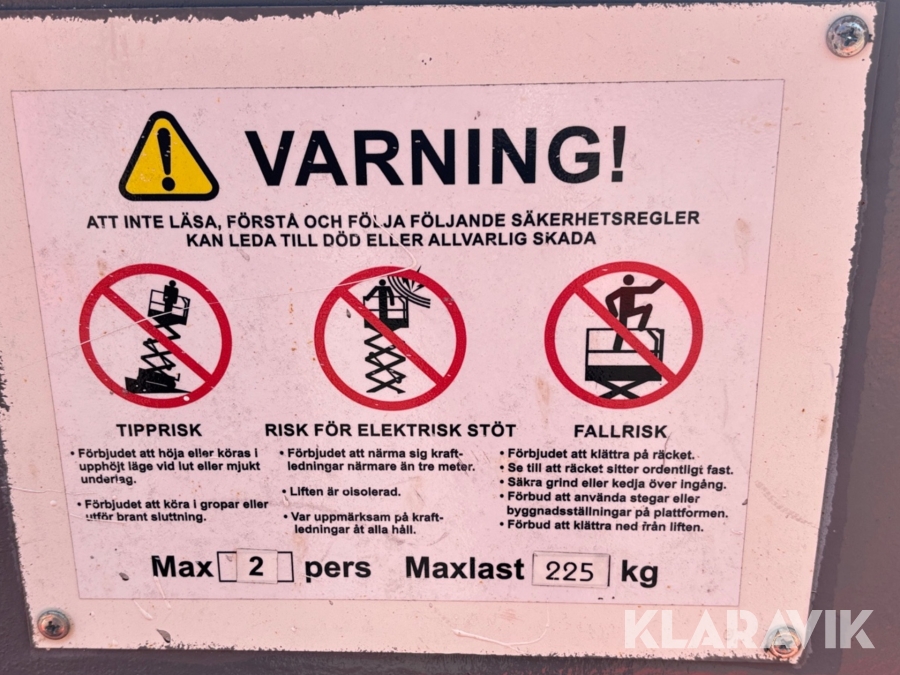 VARNING!
ATT INTE LÄSA, FÖRSTÅ OCH FÖLJA FÖLJANDE SÄKERHETSREGLER
KAN LEDA TILL DÖD ELLER ALLVARLIG SKADA
TIPPRISK
• Förbjudet att höja eller köras i
upphöjt läge vid lut eller mjukt
underlag.
• Förbjudet att köra i gropar eller
utför brant sluttning.
RISK FÖR ELEKTRISK STÖT
• Förbjudet att närma sig kraft-
ledningar närmare än tre meter.
• Liften är oisolerad.
• Var uppmärksam på kraft-
ledningar åt alla håll.
FALLRISK
• Förbjudet att klättra på räcket.
• Se till att räcket sitter ordentligt fast.
• Säkra grind eller kedja över ingång.
• Förbud att använda stegar eller
byggnadsställningar på plattformen.
• Förbud att klättra ned från liften.
Max 2 pers Maxlast 225 kg
KLARAVIK